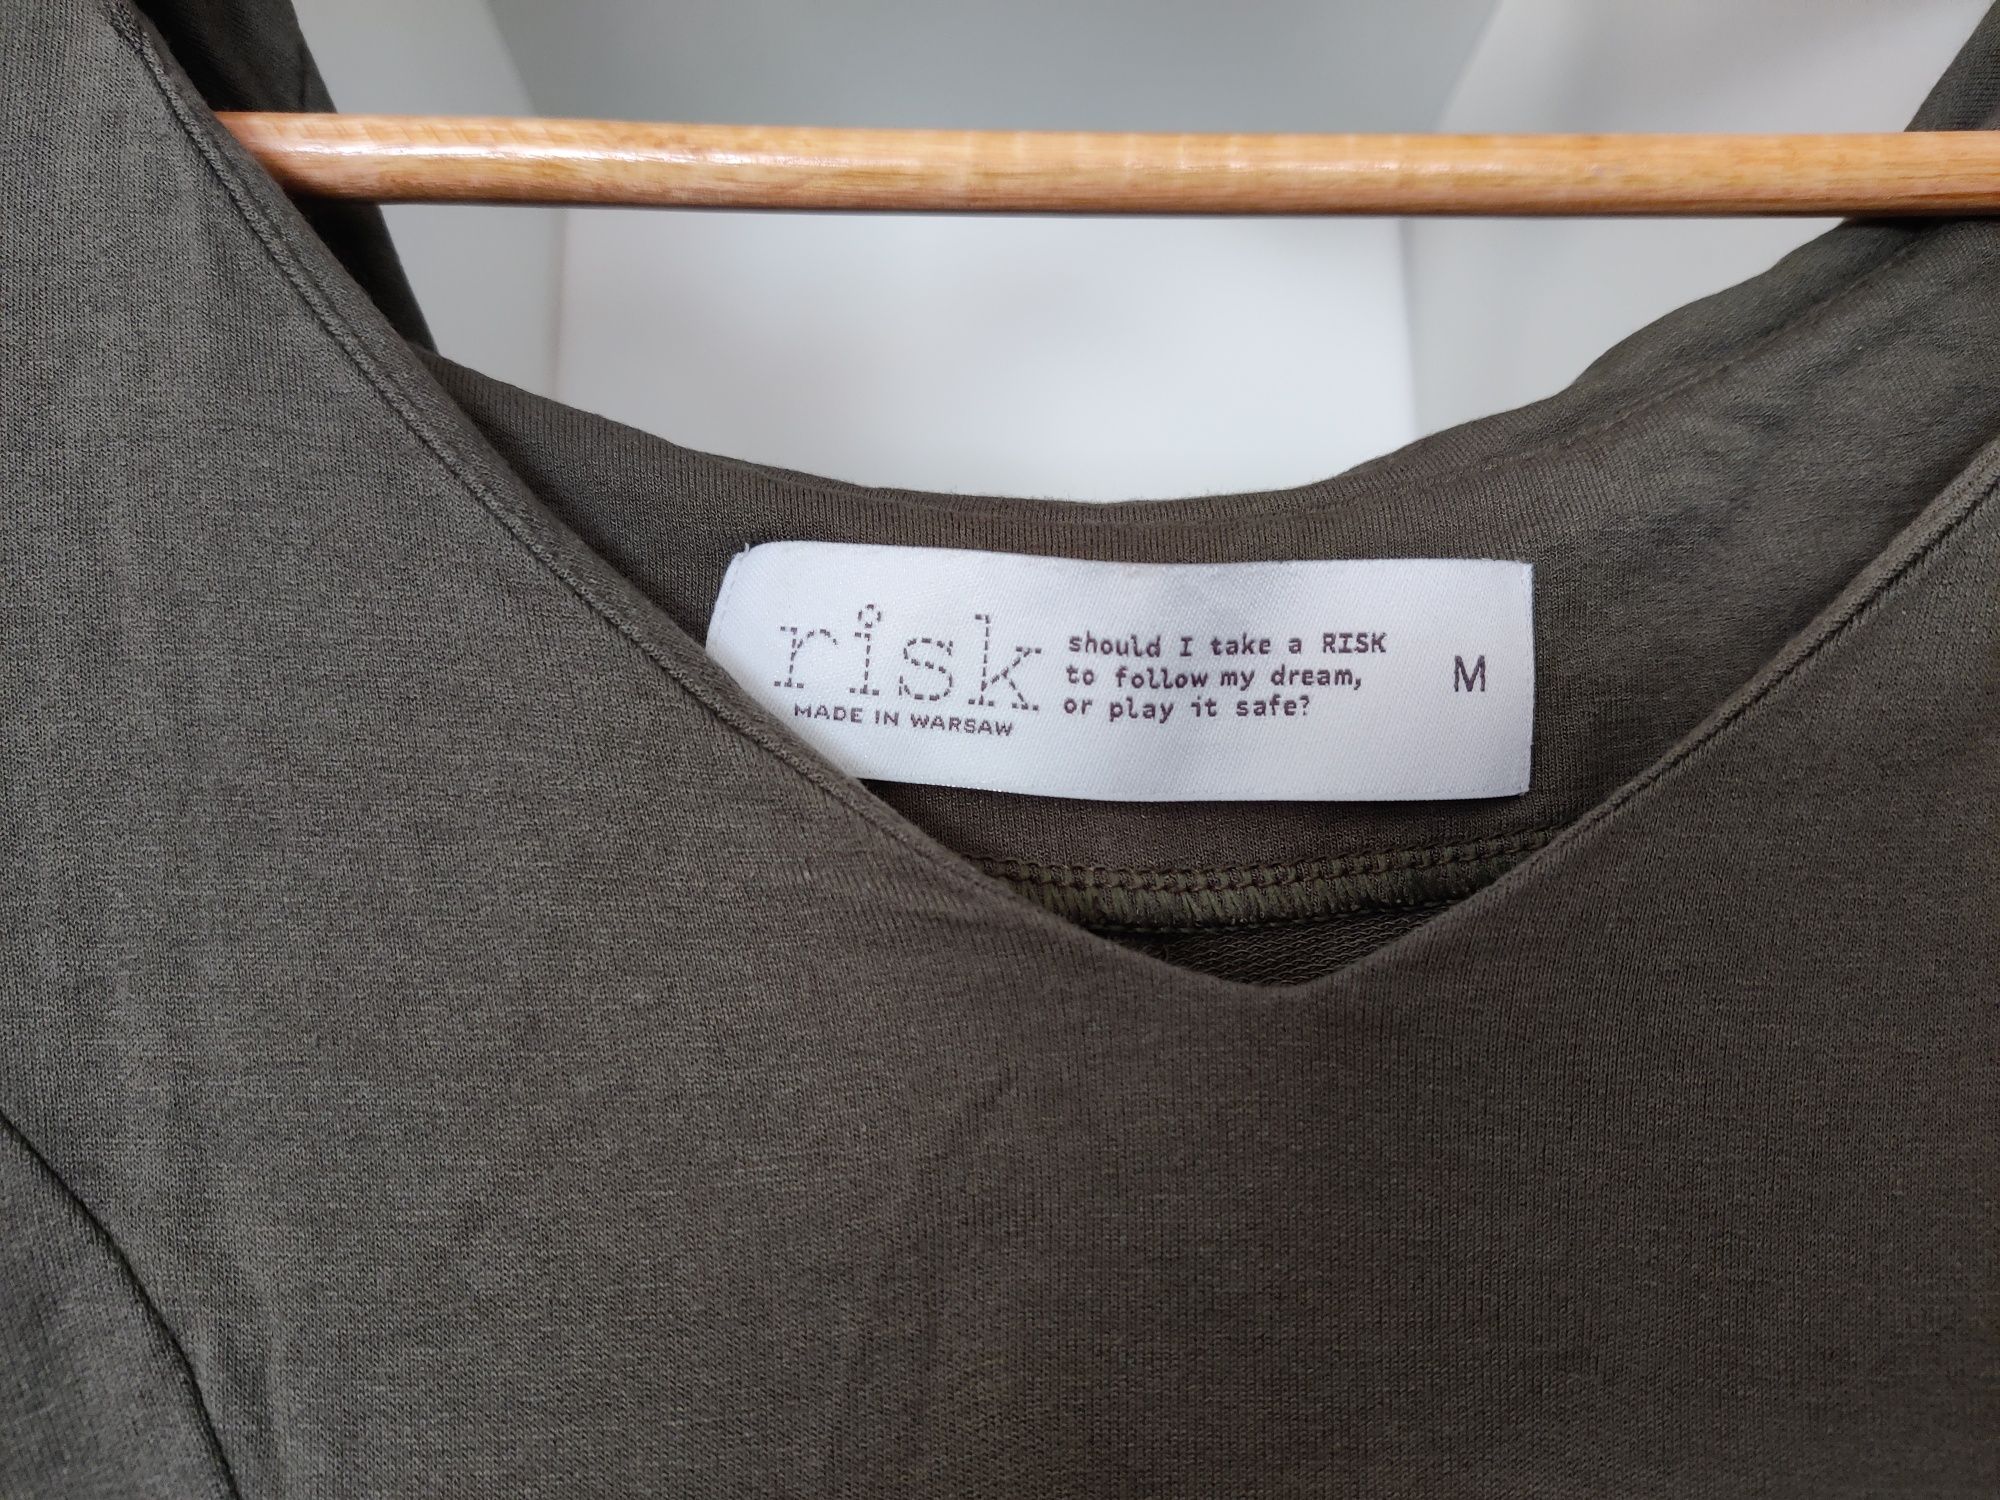 risk
MADE IN WARSAW
should I take a RISK
to follow my dream,
or play it safe?
M